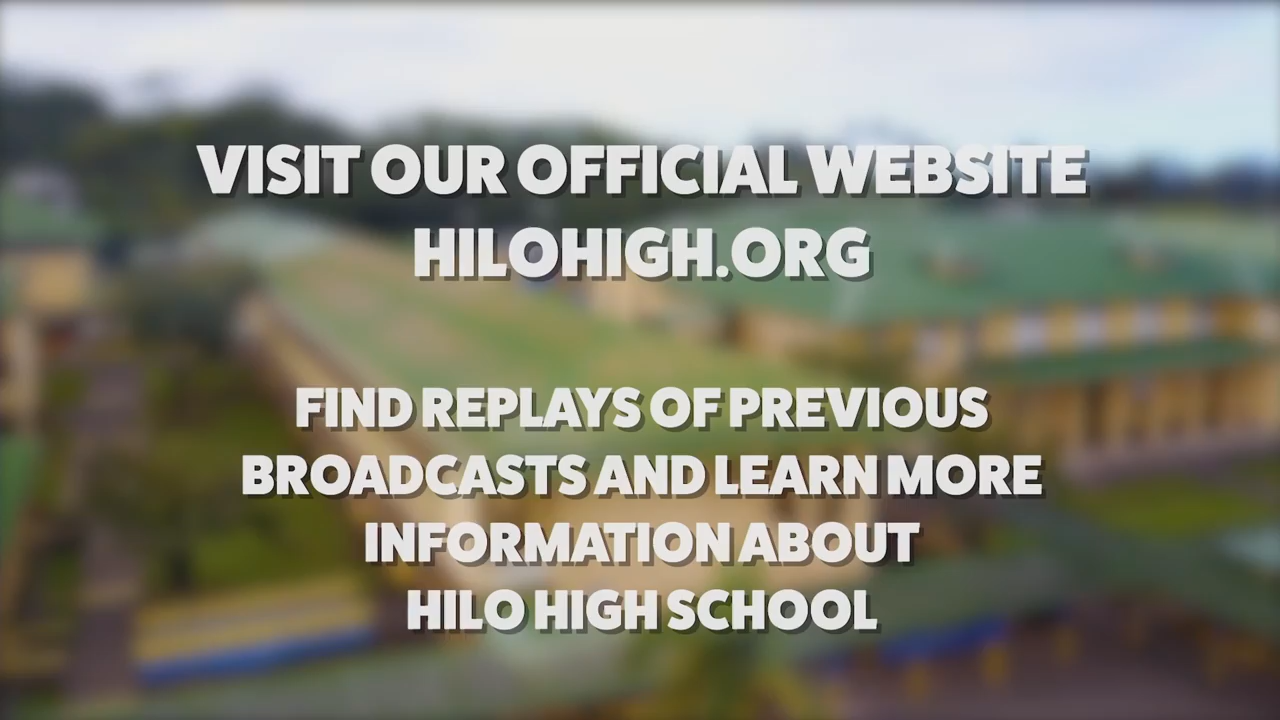 VISIT OUR OFFICIAL WEBSITE
HILOHIGH.ORG
FIND REPLAYS OF PREVIOUS
BROADCASTS AND LEARN MORE
INFORMATION ABOUT
HILO HIGH SCHOOL